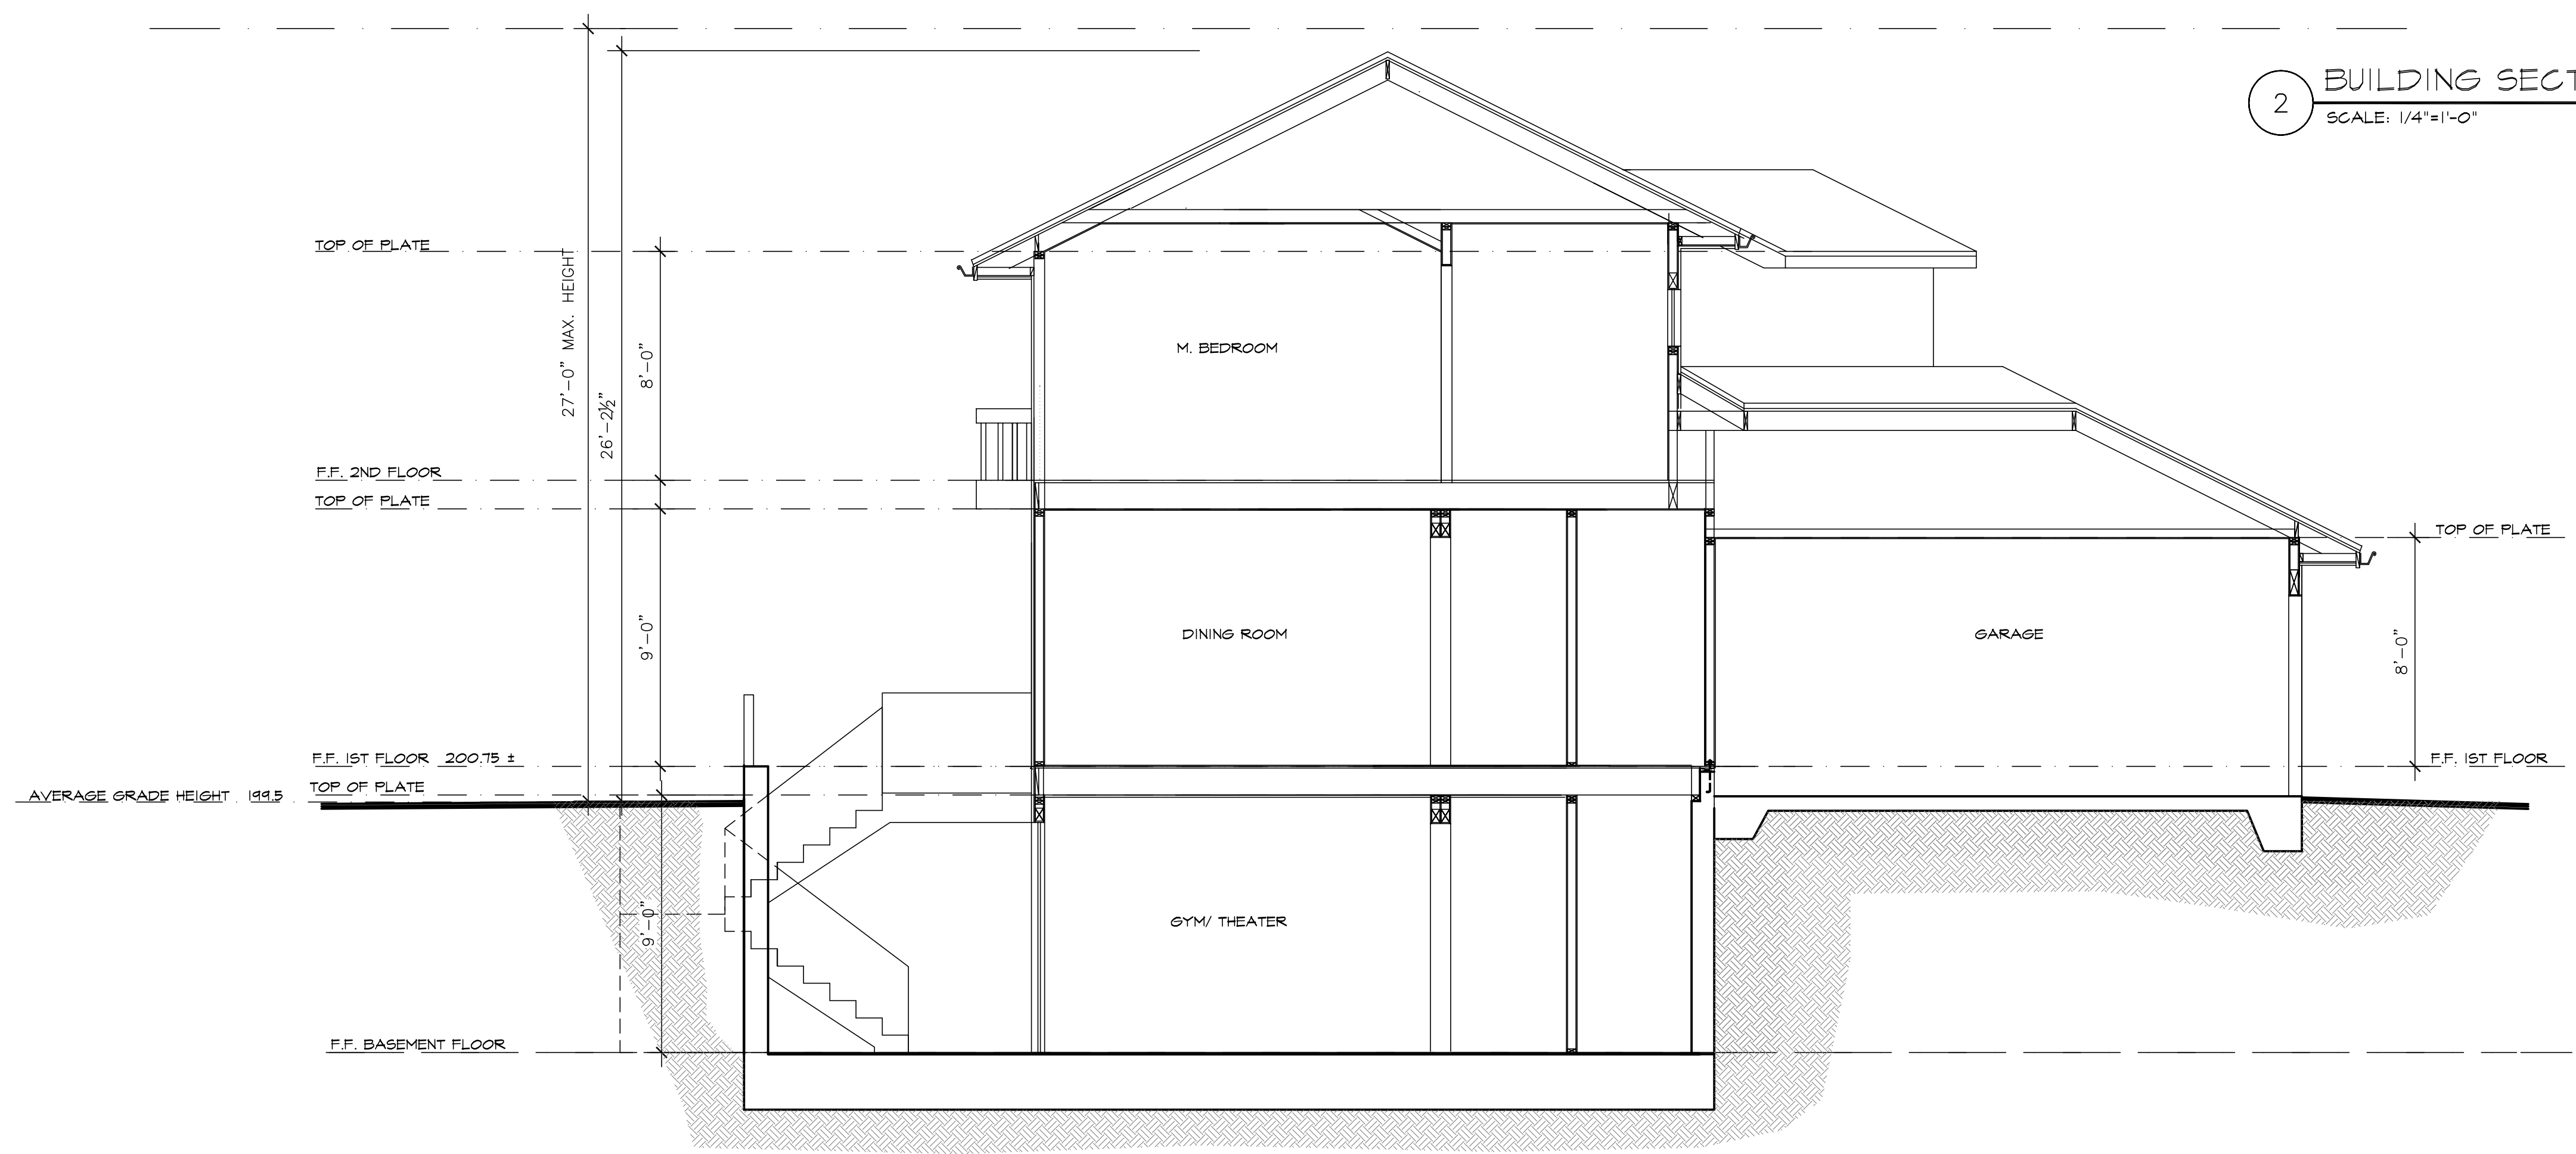 2
BUILDING SECT
SCALE: 1/4"=1'-0"
TOP OF PLATE
27'-0" MAX. HEIGHT
26'-2½"
8'-0"
M. BEDROOM
F.F. 2ND FLOOR
TOP OF PLATE
TOP OF PLATE
9'-0"
DINING ROOM
GARAGE
8'-0"
F.F. 1ST FLOOR 200.75 ±
F.F. 1ST FLOOR
TOP OF PLATE
AVERAGE GRADE HEIGHT 199.5
9'-0"
GYM/ THEATER
F.F. BASEMENT FLOOR